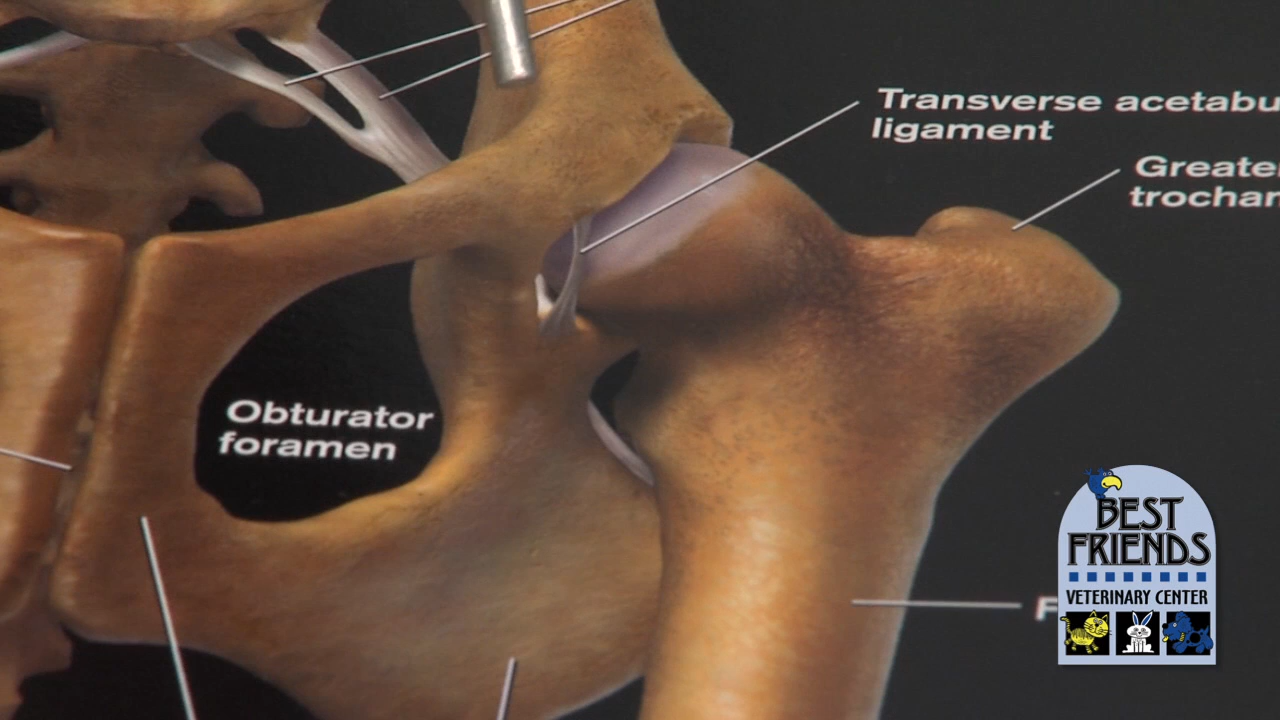 Transverse acetabu
ligament
Greate
trochan
Obturator
foramen
F
BEST
FRIENDS
VETERINARY CENTER